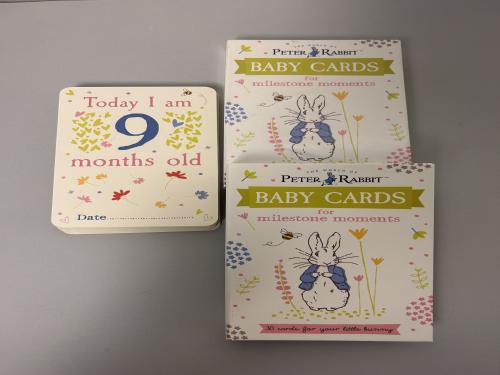 Today I am
9
months old
Date
THE WORLD OF
PETER RABBIT
BABY CARDS
for
milestone moments
THE WORLD OF
PETER RABBIT
BABY CARDS
for
milestone moments
30 cards for your little bunny